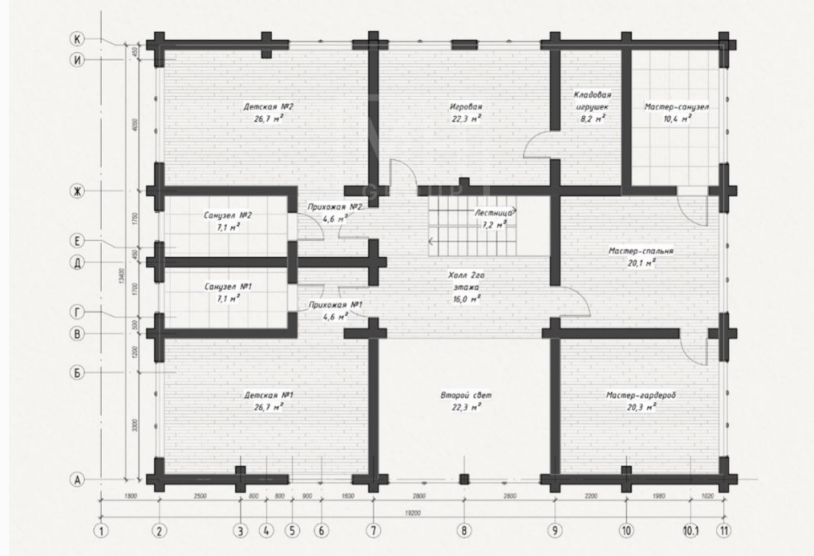 К
И
Ж
Е
Д
Г
В
Б
А
450
4050
1750
450
1700
500
1200
3300
13400
Детская №2
26,7 м²
Игровая
22,3 м²
Кладовая
игрушек
8,2 м²
Мастер-санузел
10,4 м²
GROUP
Санузел №2
7,1 м²
Прихожая №2
4,6 м²
Лестница
7,2 м²
Мастер-спальня
20,1 м²
Холл 2го
этажа
16,0 м²
Санузел №1
7,1 м²
Прихожая №1
4,6 м²
Детская №1
26,7 м²
Второй свет
22,3 м²
Мастер-гардероб
20,3 м²
1800 2500 800 800 900 1600 2800 2800 2200 1980 1020
19200
1 2 3 4 5 6 7 8 9 10 10.1 11